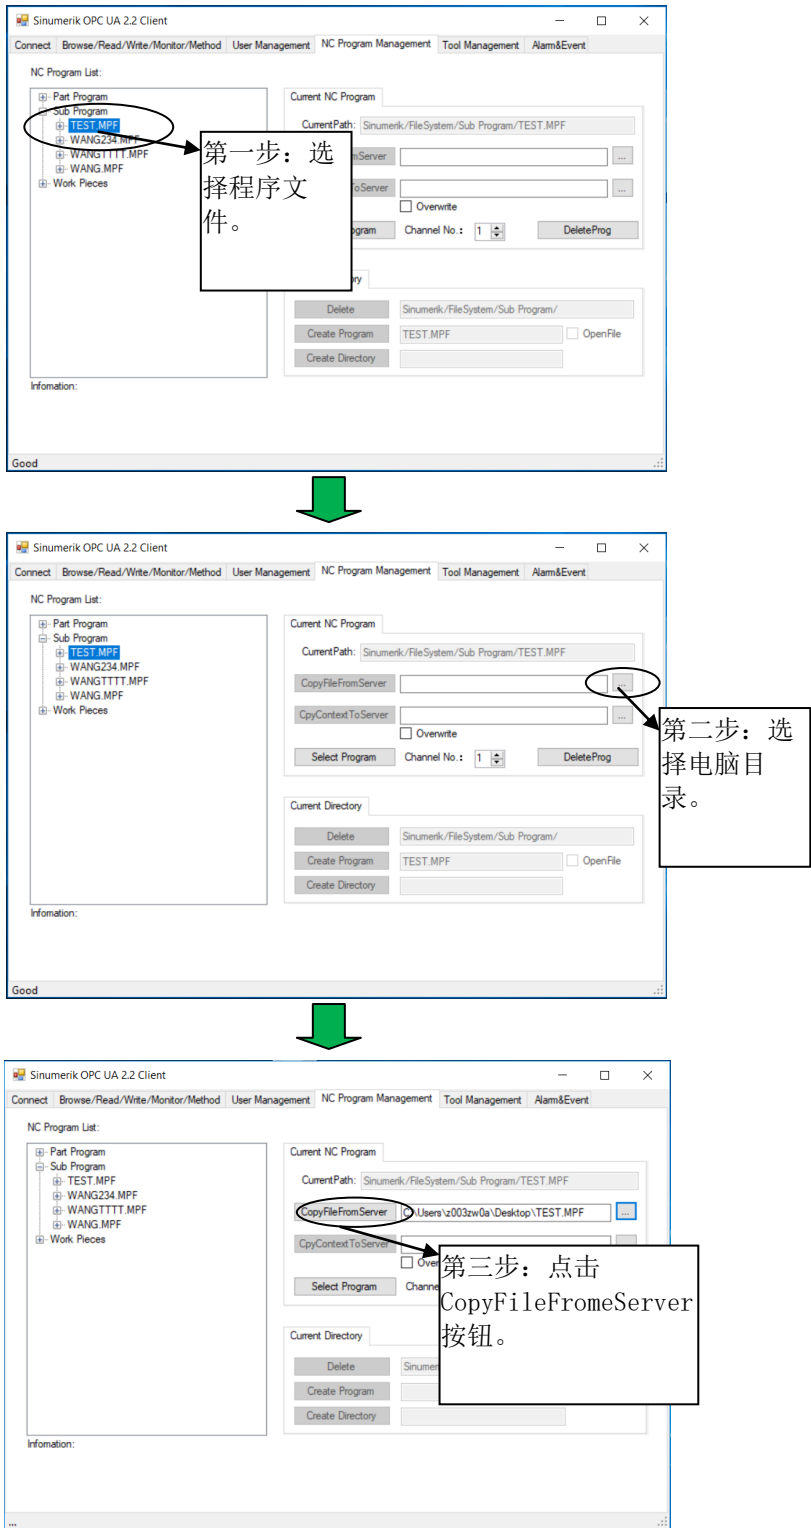 Sinumerik OPC UA 2.2 Client
Connect Browse/Read/Write/Monitor/Method User Management NC Program Management Tool Management Alarm&Event
NC Program List:
Part Program
Sub Program
TEST.MPF
WANG234.MPF
WANGTTTT.MPF
WANG.MPF
Work Pieces
第一步：选
择程序文
件。
Current NC Program
CurrentPath: Sinumerik/FileSystem/Sub Program/TEST.MPF
mServer ...
ToServer ...
Overwrite
ogram Channel No.: 1 DeleteProg
ory
Delete Sinumerik/FileSystem/Sub Program/
Create Program TEST.MPF OpenFile
Create Directory
Infomation:
Good
Sinumerik OPC UA 2.2 Client
Connect Browse/Read/Write/Monitor/Method User Management NC Program Management Tool Management Alarm&Event
NC Program List:
Part Program
Sub Program
TEST.MPF
WANG234.MPF
WANGTTTT.MPF
WANG.MPF
Work Pieces
Current NC Program
CurrentPath: Sinumerik/FileSystem/Sub Program/TEST.MPF
CopyFileFromServer ...
CpyContextToServer ...
Overwrite
Select Program Channel No.: 1 DeleteProg
第二步：选
择电脑目
录。
Current Directory
Delete Sinumerik/FileSystem/Sub Program/
Create Program TEST.MPF OpenFile
Create Directory
Infomation:
Good
Sinumerik OPC UA 2.2 Client
Connect Browse/Read/Write/Monitor/Method User Management NC Program Management Tool Management Alarm&Event
NC Program List:
Part Program
Sub Program
TEST.MPF
WANG234.MPF
WANGTTTT.MPF
WANG.MPF
Work Pieces
Current NC Program
CurrentPath: Sinumerik/FileSystem/Sub Program/TEST.MPF
CopyFileFromServer C:\Users\z003zw0a\Desktop\TEST.MPF ...
CpyContextToServer
Over
Select Program Channe
第三步：点击
CopyFileFromeServer
按钮。
Current Directory
Delete Sinumer
Create Program
Create Directory
Infomation:
...